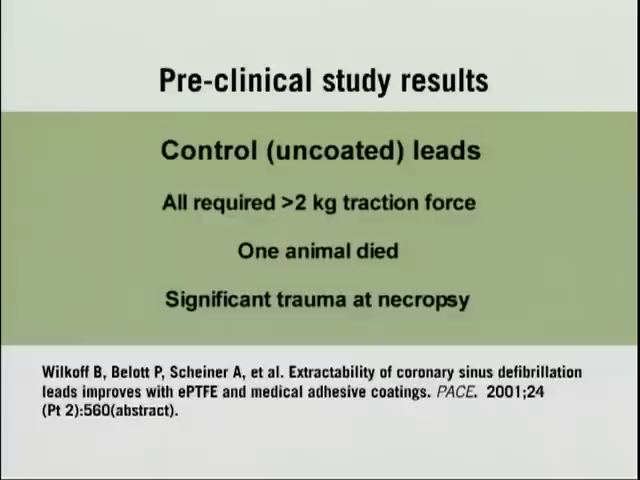 Pre-clinical study results
Control (uncoated) leads
All required >2 kg traction force
One animal died
Significant trauma at necropsy
Wilkoff B, Belott P, Scheiner A, et al. Extractability of coronary sinus defibrillation
leads improves with ePTFE and medical adhesive coatings. PACE. 2001;24
(Pt 2):560(abstract).